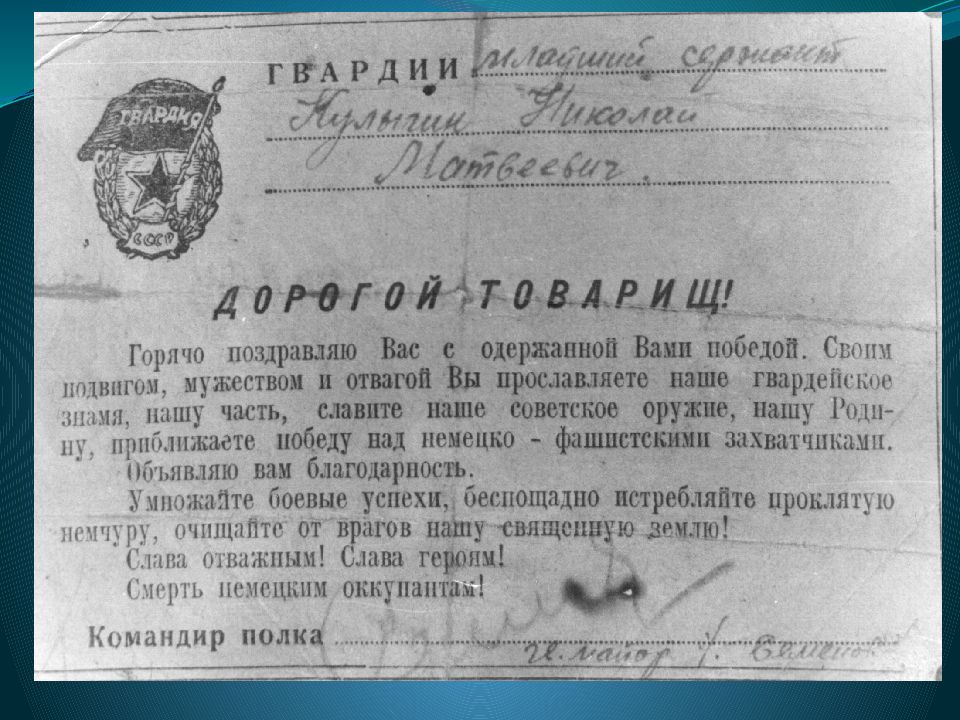 ГВАРДИИ младший сержант
ГВАРДИЯ
Кулыгин Николай
Матвеевич.
СССР
ДОРОГОЙ ТОВАРИЩ!
Горячо поздравляю Вас с одержанной Вами победой. Своим
подвигом, мужеством и отвагой Вы прославляете наше гвардейское
знамя, нашу часть, славите наше советское оружие, нашу Роди-
ну, приближаете победу над немецко - фашистскими захватчиками.
Объявляю вам благодарность.
Умножайте боевые успехи, беспощадно истребляйте проклятую
немчуру, очищайте от врагов нашу священную землю!
Слава отважным! Слава героям!
Смерть немецким оккупантам!
Командир полка
гв. майор Семенов